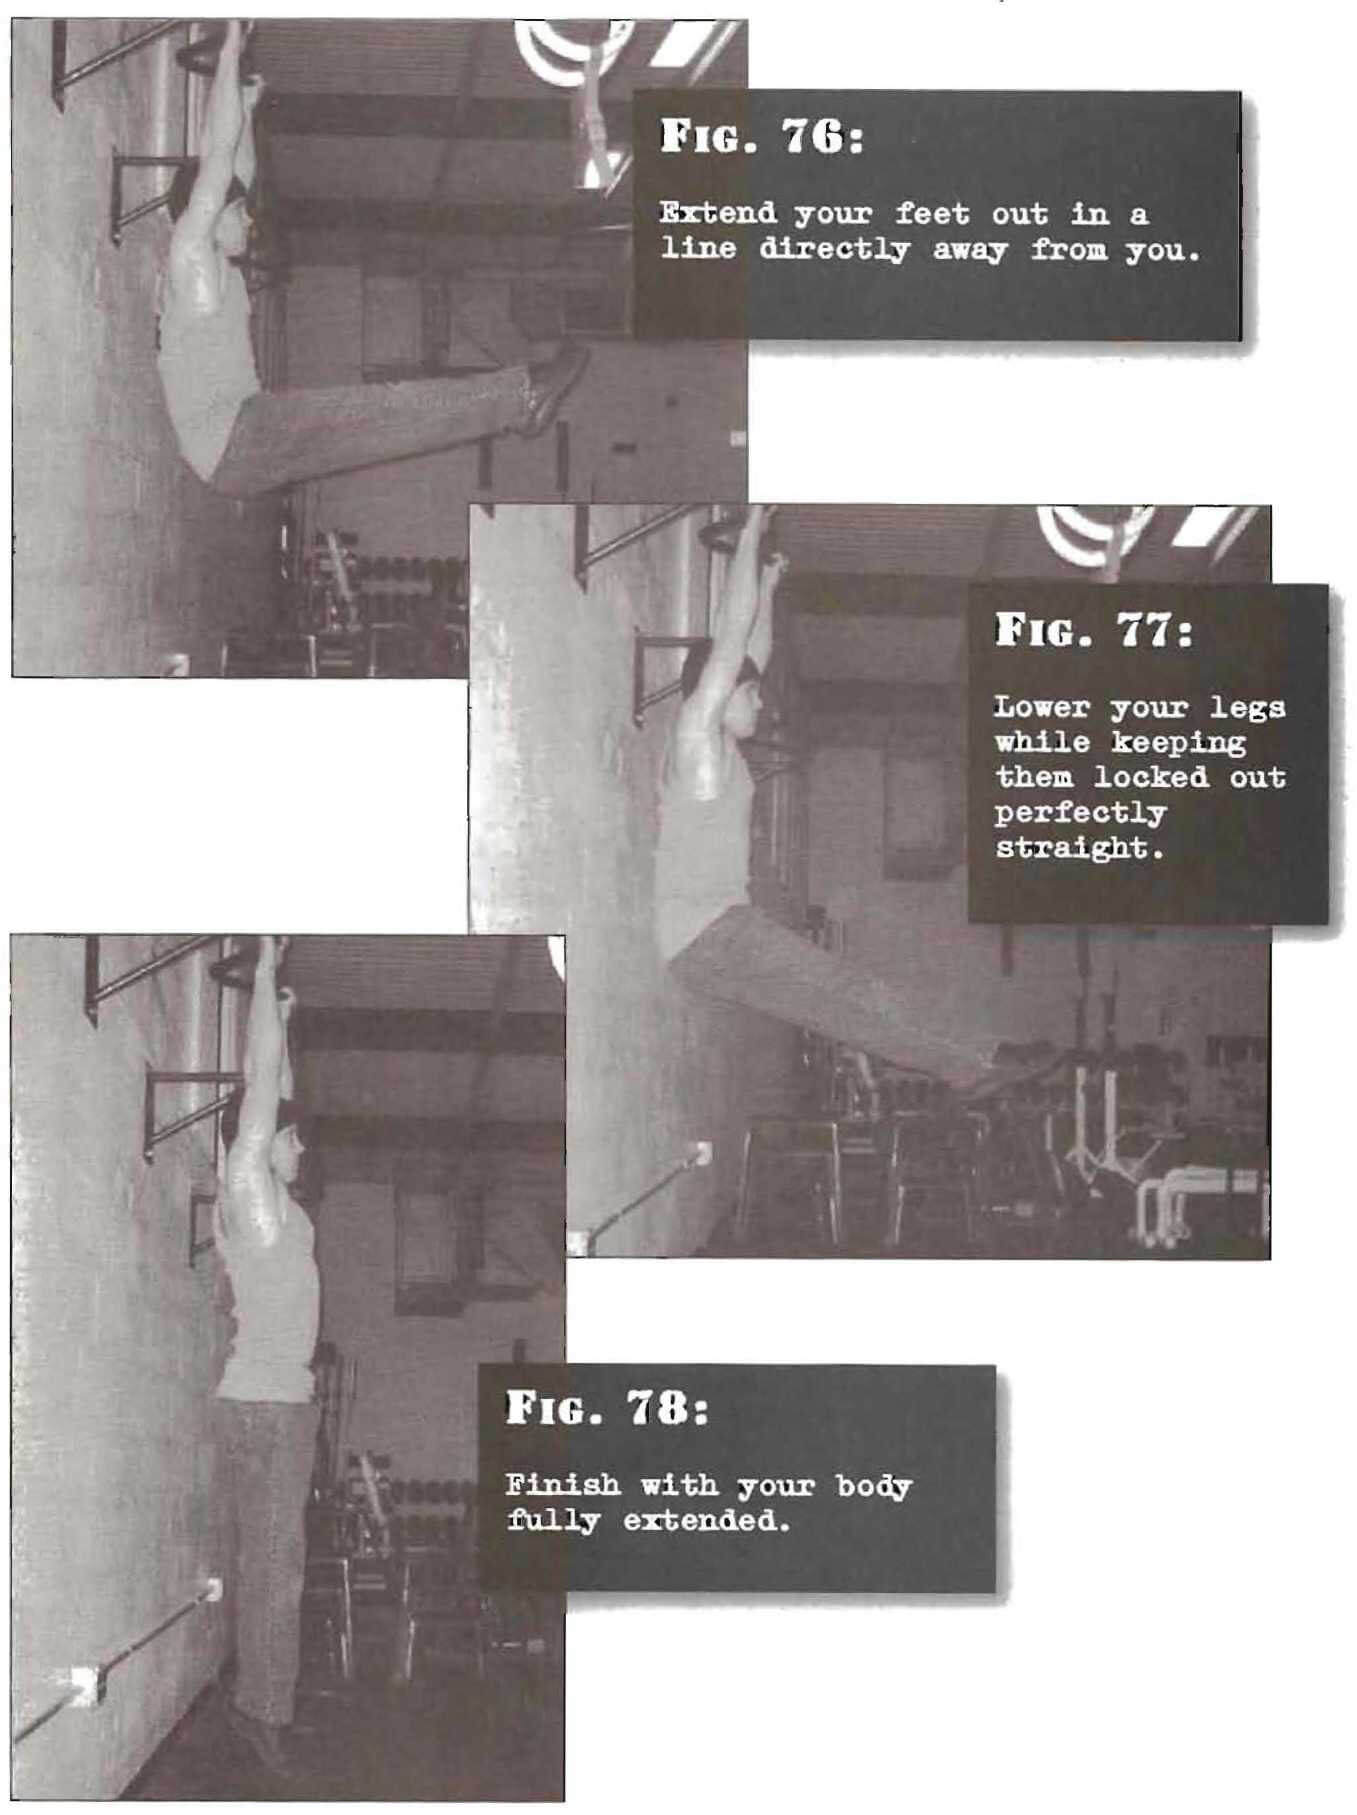 FIG. 76:
Extend your feet out in a
line directly away from you.
FIG. 77:
Lower your legs
while keeping
them locked out
perfectly
straight.
FIG. 78:
Finish with your body
fully extended.